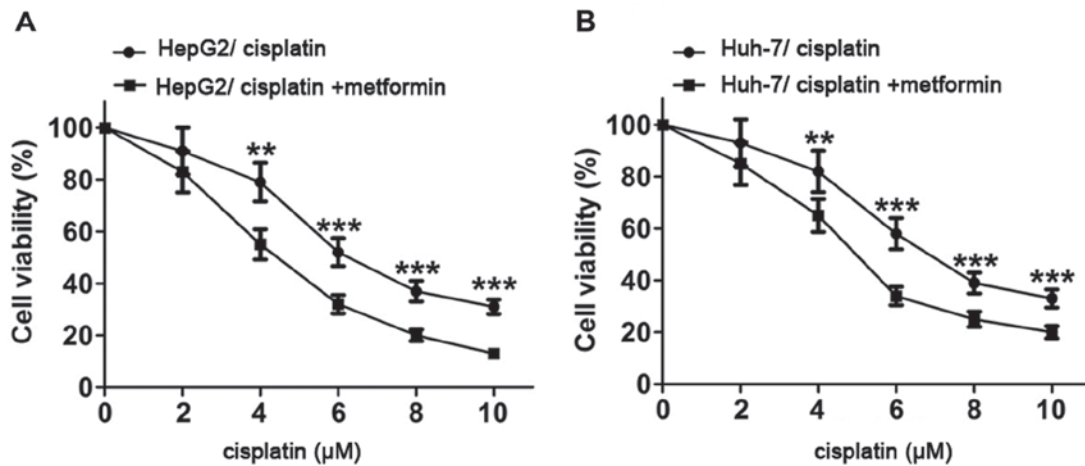 A
HepG2/ cisplatin
HepG2/ cisplatin +metformin
Cell viability (%)
100
80
60
40
20
0
**
***
***
***
0 2 4 6 8 10
cisplatin (µM)
B
Huh-7/ cisplatin
Huh-7/ cisplatin +metformin
Cell viability (%)
100
80
60
40
20
0
**
***
***
***
0 2 4 6 8 10
cisplatin (µM)